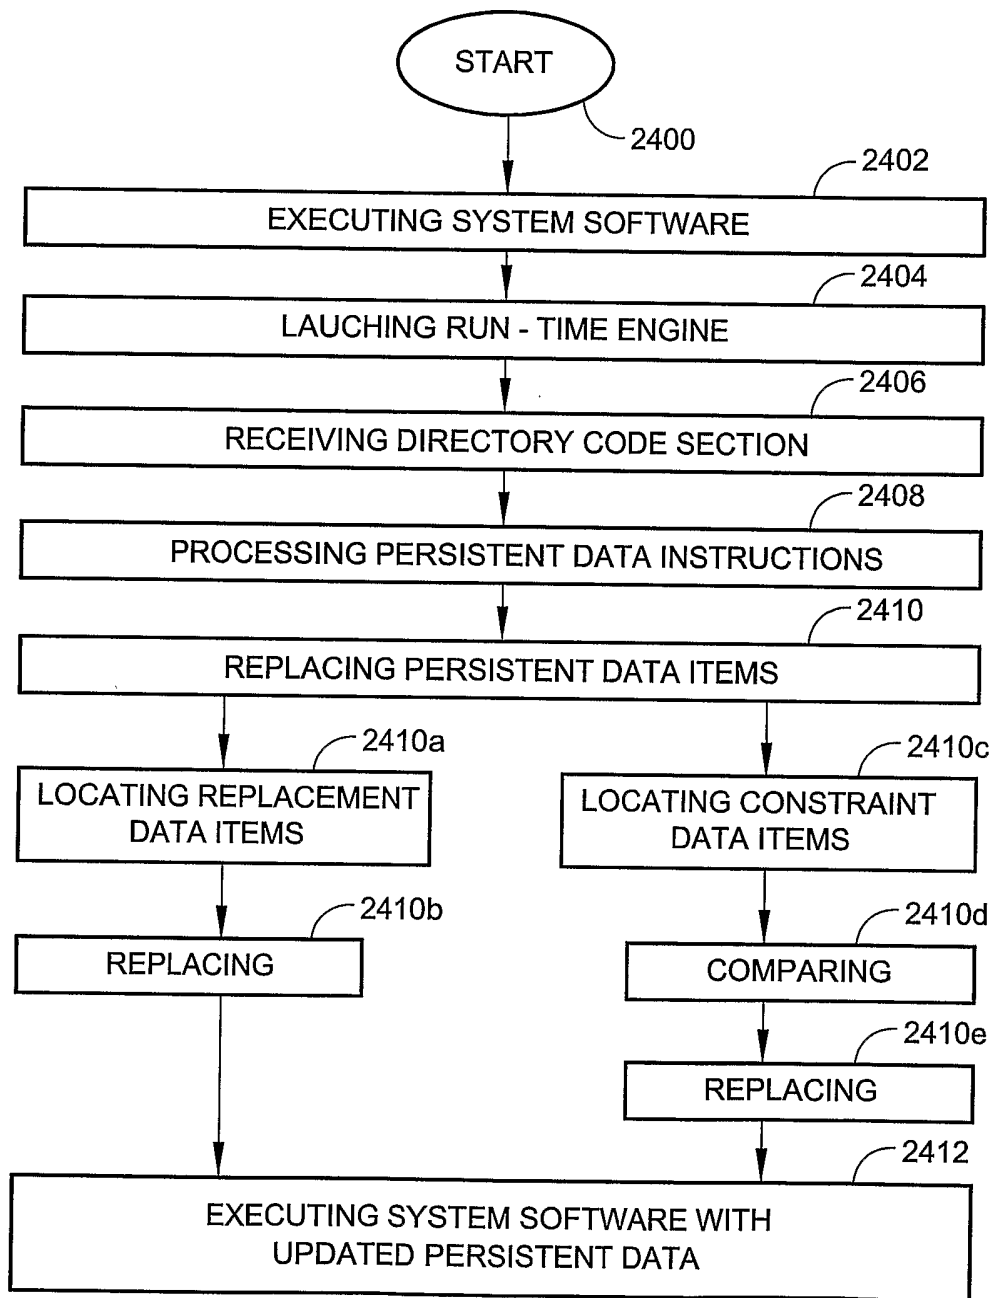 START
2400
2402
EXECUTING SYSTEM SOFTWARE
2404
LAUCHING RUN - TIME ENGINE
2406
RECEIVING DIRECTORY CODE SECTION
2408
PROCESSING PERSISTENT DATA INSTRUCTIONS
2410
REPLACING PERSISTENT DATA ITEMS
2410a
LOCATING REPLACEMENT
DATA ITEMS
2410c
LOCATING CONSTRAINT
DATA ITEMS
2410b
REPLACING
2410d
COMPARING
2410e
REPLACING
2412
EXECUTING SYSTEM SOFTWARE WITH
UPDATED PERSISTENT DATA